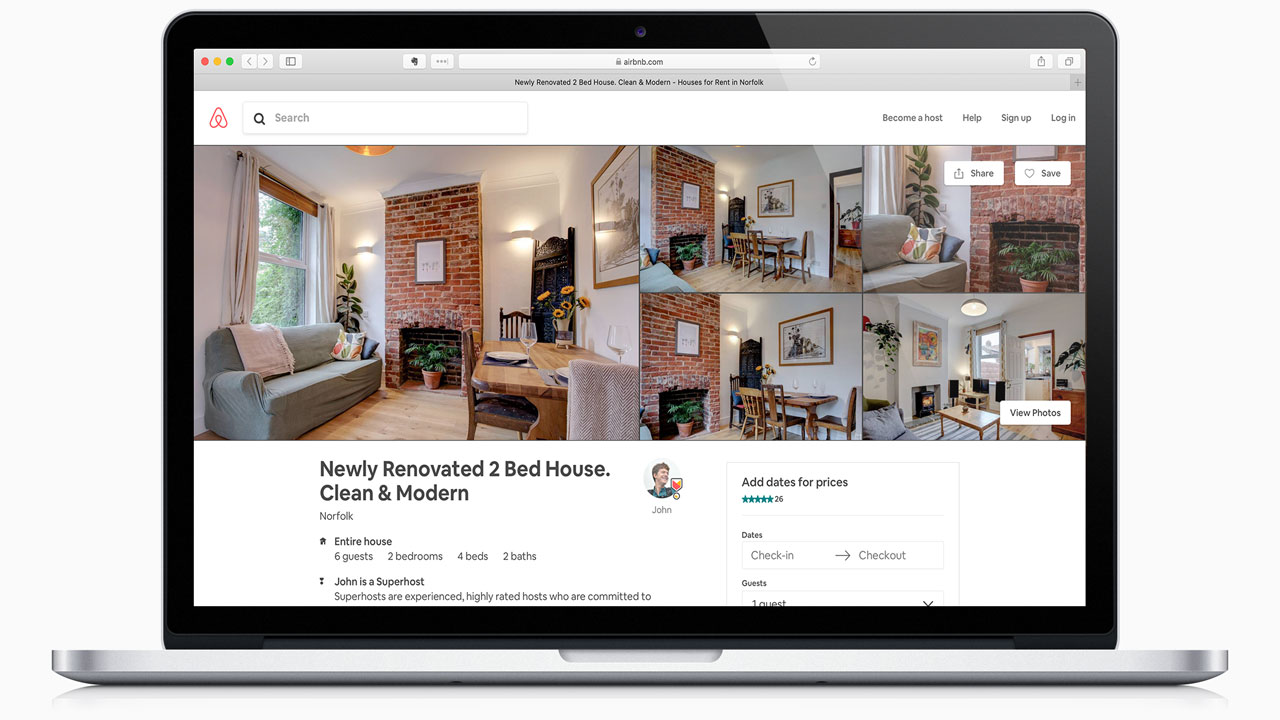 airbnb.com
Newly Renovated 2 Bed House. Clean & Modern - Houses for Rent in Norfolk
Search
Become a host
Help
Sign up
Log in
Share
Save
View Photos
Newly Renovated 2 Bed House.
Clean & Modern
John
Norfolk
Entire house
6 guests 2 bedrooms 4 beds 2 baths
John is a Superhost
Superhosts are experienced, highly rated hosts who are committed to
Add dates for prices
26
Dates
Check-in → Checkout
Guests
1 guest